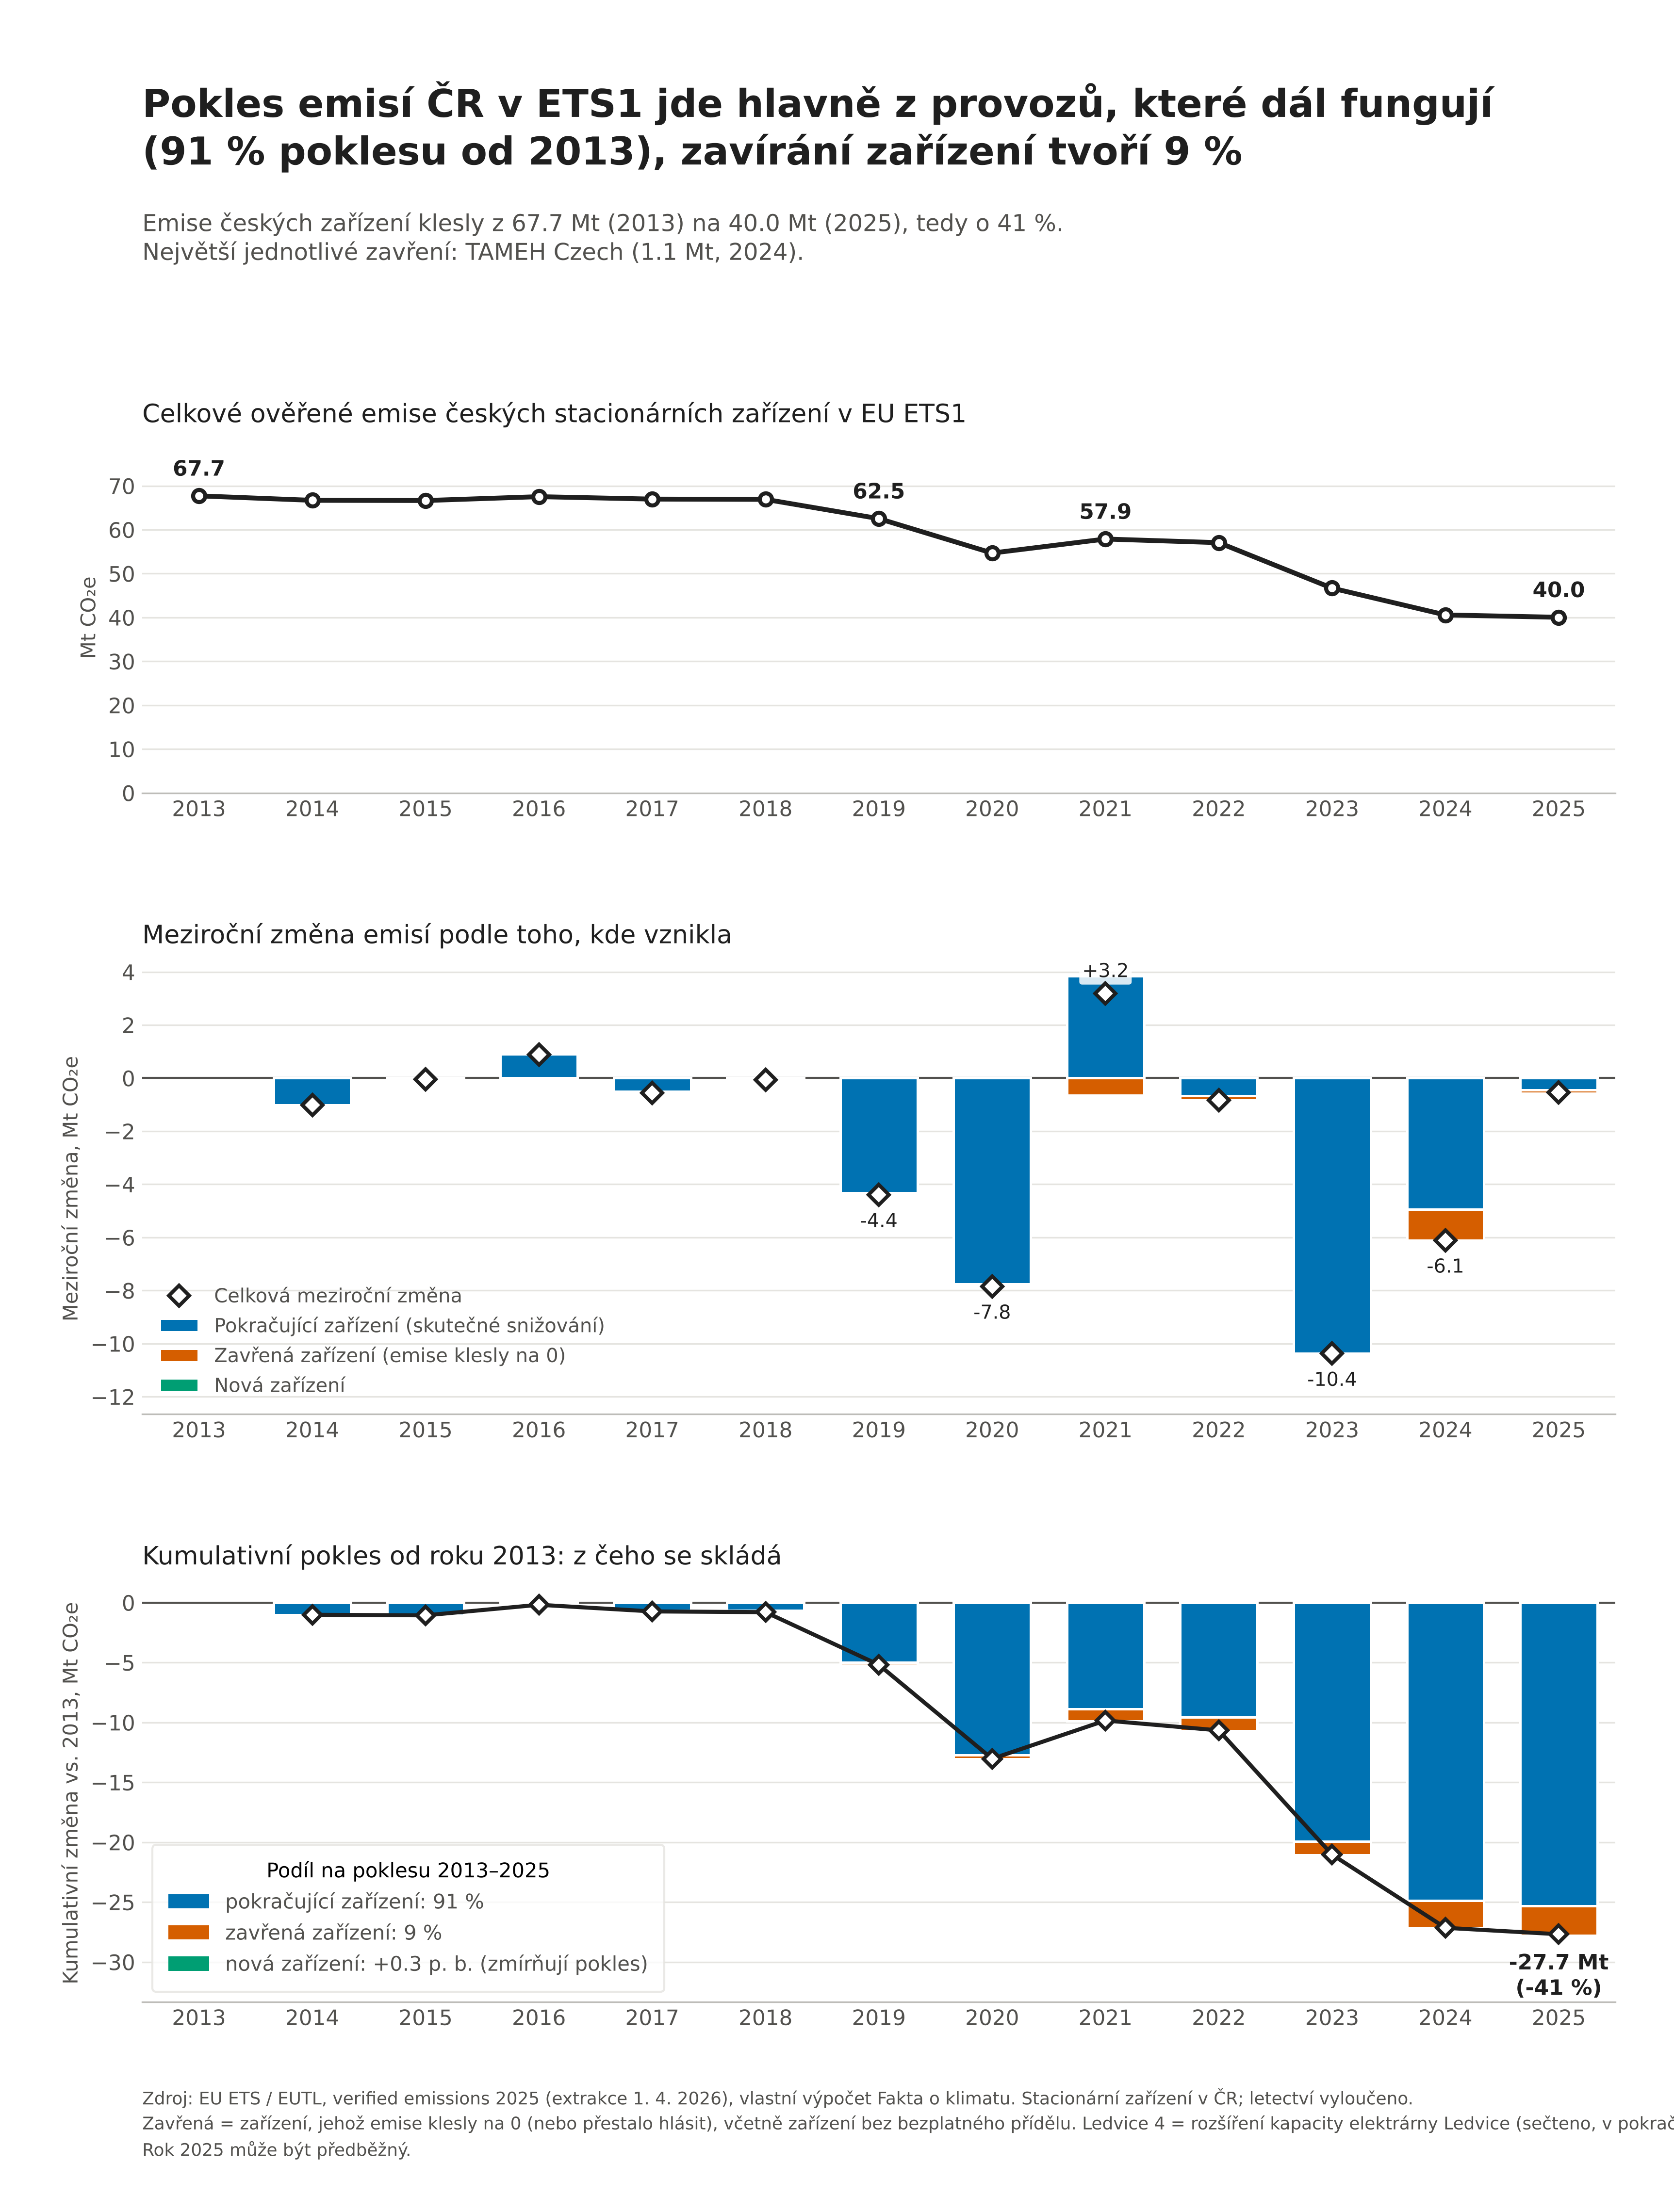 Pokles emisí ČR v ETS1 jde hlavně z provozů, které dál fungují
(91 % poklesu od 2013), zavírání zařízení tvoří 9 %
Emise českých zařízení klesly z 67.7 Mt (2013) na 40.0 Mt (2025), tedy o 41 %.
Největší jednotlivé zavření: TAMEH Czech (1.1 Mt, 2024).
Celkové ověřené emise českých stacionárních zařízení v EU ETS1
Mt CO₂e
70
60
50
40
30
20
10
0
67.7
62.5
57.9
40.0
2013 2014 2015 2016 2017 2018 2019 2020 2021 2022 2023 2024 2025
Meziroční změna emisí podle toho, kde vznikla
Meziroční změna, Mt CO₂e
4
2
0
−2
−4
−6
−8
−10
−12
+3.2
-4.4
-7.8
-10.4
-6.1
Celková meziroční změna
Pokračující zařízení (skutečné snižování)
Zavřená zařízení (emise klesly na 0)
Nová zařízení
2013 2014 2015 2016 2017 2018 2019 2020 2021 2022 2023 2024 2025
Kumulativní pokles od roku 2013: z čeho se skládá
Kumulativní změna vs. 2013, Mt CO₂e
0
−5
−10
−15
−20
−25
−30
Podíl na poklesu 2013–2025
pokračující zařízení: 91 %
zavřená zařízení: 9 %
nová zařízení: +0.3 p. b. (zmírňují pokles)
-27.7 Mt
(-41 %)
2013 2014 2015 2016 2017 2018 2019 2020 2021 2022 2023 2024 2025
Zdroj: EU ETS / EUTL, verified emissions 2025 (extrakce 1. 4. 2026), vlastní výpočet Fakta o klimatu. Stacionární zařízení v ČR; letectví vyloučeno.
Zavřená = zařízení, jehož emise klesly na 0 (nebo přestalo hlásit), včetně zařízení bez bezplatného přídělu. Ledvice 4 = rozšíření kapacity elektrárny Ledvice (sečteno, v pokrač
Rok 2025 může být předběžný.